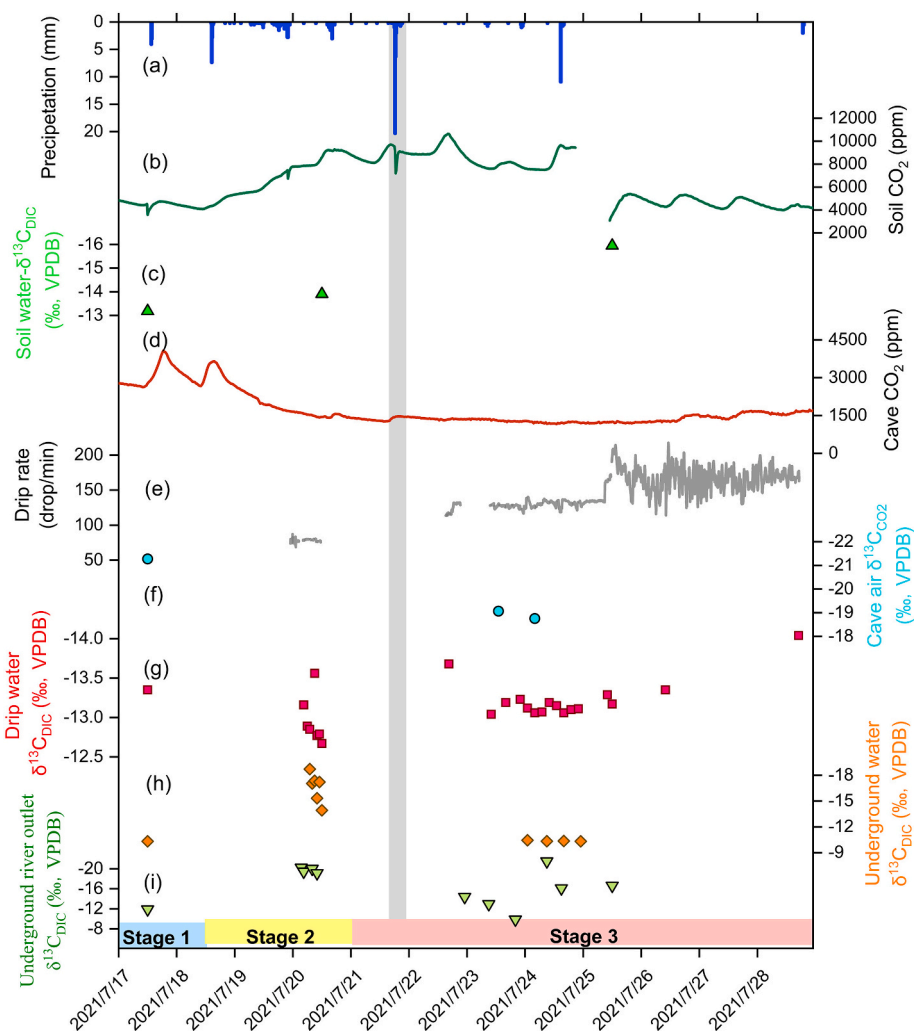 0
5
10
15
20
Precipetation (mm)
(a)
12000
10000
8000
6000
4000
2000
Soil CO2 (ppm)
(b)
-16
-15
-14
-13
Soil water-δ13CDIC
(‰, VPDB)
(c)
4500
3000
1500
0
Cave CO2 (ppm)
(d)
200
150
100
50
Drip rate
(drop/min)
(e)
-22
-21
-20
-19
-18
Cave air δ13CCO2
(‰, VPDB)
(f)
-14.0
-13.5
-13.0
-12.5
Drip water
δ13CDIC (‰, VPDB)
(g)
-18
-15
-12
-9
Underground water
δ13CDIC (‰, VPDB)
(h)
-20
-16
-12
-8
Underground river outlet
δ13CDIC (‰, VPDB)
(i)
Stage 1 Stage 2 Stage 3
2021/7/17 2021/7/18 2021/7/19 2021/7/20 2021/7/21 2021/7/22 2021/7/23 2021/7/24 2021/7/25 2021/7/26 2021/7/27 2021/7/28